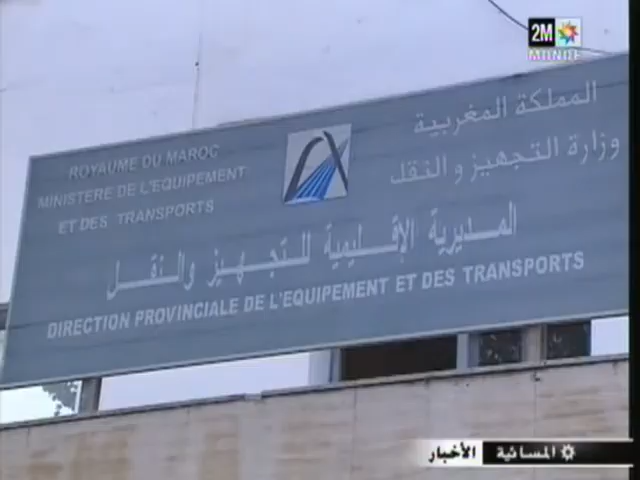 2M
MONDE
ROYAUME DU MAROC
MINISTERE DE L'EQUIPEMENT
ET DES TRANSPORTS
المملكة المغربية
وزارة التجهيز والنقل
المديرية الإقليمية للتجهيز والنقل
DIRECTION PROVINCIALE DE L'EQUIPEMENT ET DES TRANSPORTS
المسائية الأخبار